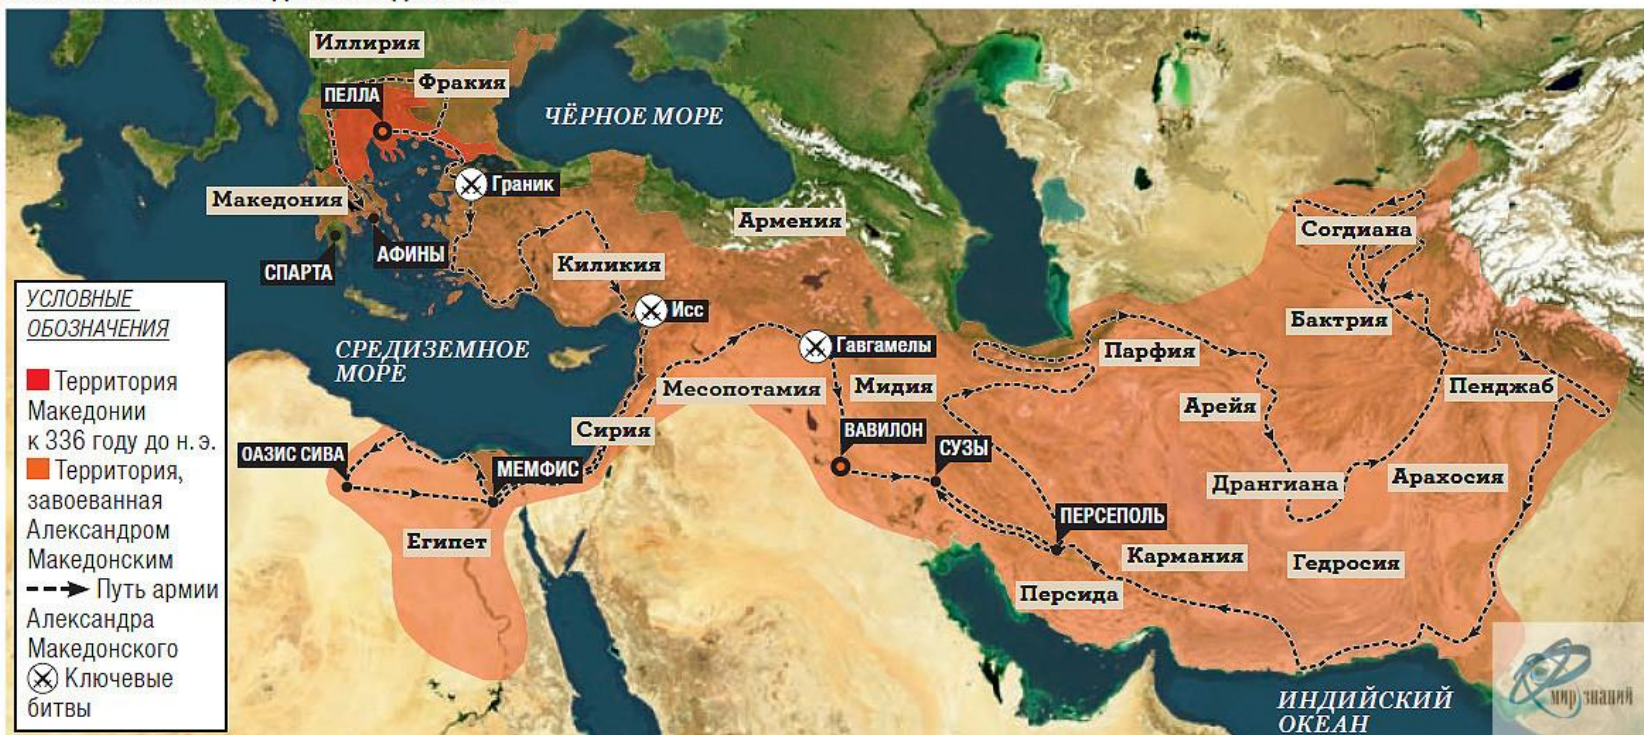 Иллирия
Фракия
ПЕЛЛА
ЧЁРНОЕ МОРЕ
Граник
Македония
Армения
АФИНЫ
СПАРТА
Киликия
Согдиана
Исс
Бактрия
СРЕДИЗЕМНОЕ
МОРЕ
Гавгамелы
Парфия
Месопотамия
Мидия
Пенджаб
Арейя
Сирия
ВАВИЛОН
СУЗЫ
ОАЗИС СИВА
МЕМФИС
Дрангиана
Арахосия
ПЕРСЕПОЛЬ
Египет
Кармания
Гедросия
Персида
ИНДИЙСКИЙ
ОКЕАН
УСЛОВНЫЕ
ОБОЗНАЧЕНИЯ
Территория
Македонии
к 336 году до н. э.
Территория,
завоеванная
Александром
Македонским
Путь армии
Александра
Македонского
Ключевые
битвы
мир знаний